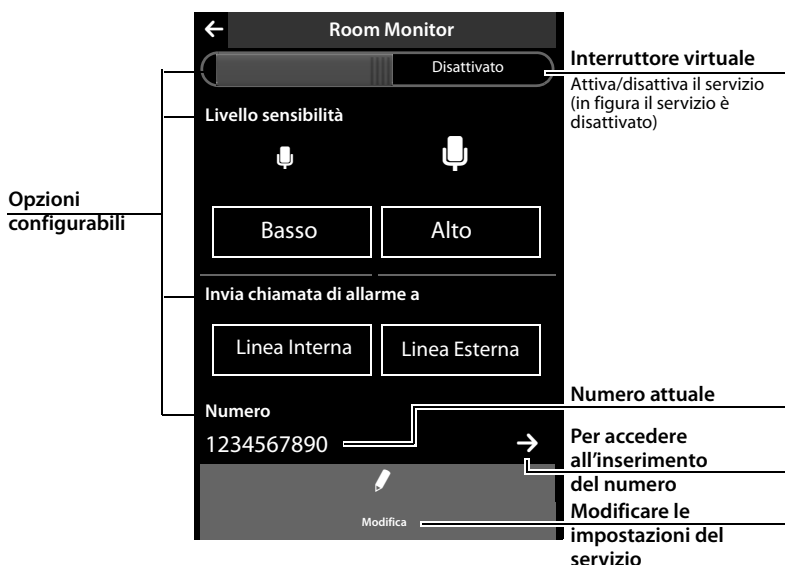 Room Monitor
Disattivato
Interruttore virtuale
Attiva/disattiva il servizio
(in figura il servizio è
disattivato)
Livello sensibilità
Opzioni
configurabili
Basso
Alto
Invia chiamata di allarme a
Linea Interna
Linea Esterna
Numero attuale
Numero
1234567890
Per accedere
all’inserimento
del numero
Modifica
Modificare le
impostazioni del
servizio